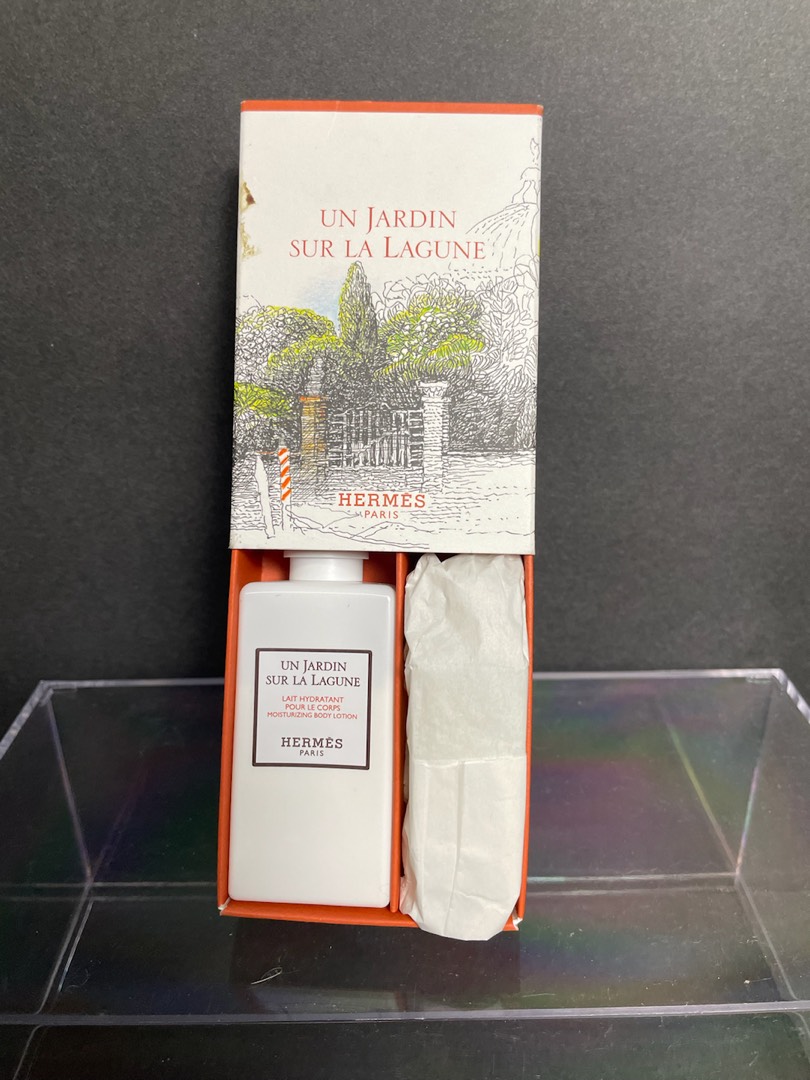 UN JARDIN
SUR LA LAGUNE
HERMÈS
PARIS
UN JARDIN
SUR LA LAGUNE
LAIT HYDRATANT
POUR LE CORPS
MOISTURIZING BODY LOTION
HERMÈS
PARIS